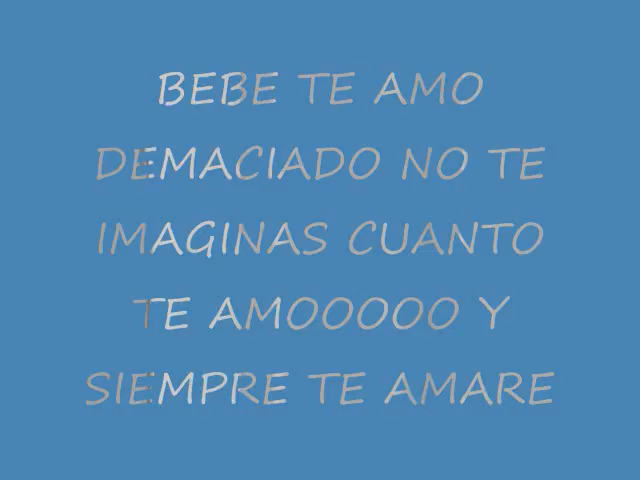 BEBE TE AMO
DEMACIADO NO TE
IMAGINAS CUANTO
TE AMOOOOO Y
SIEMPRE TE AMARE